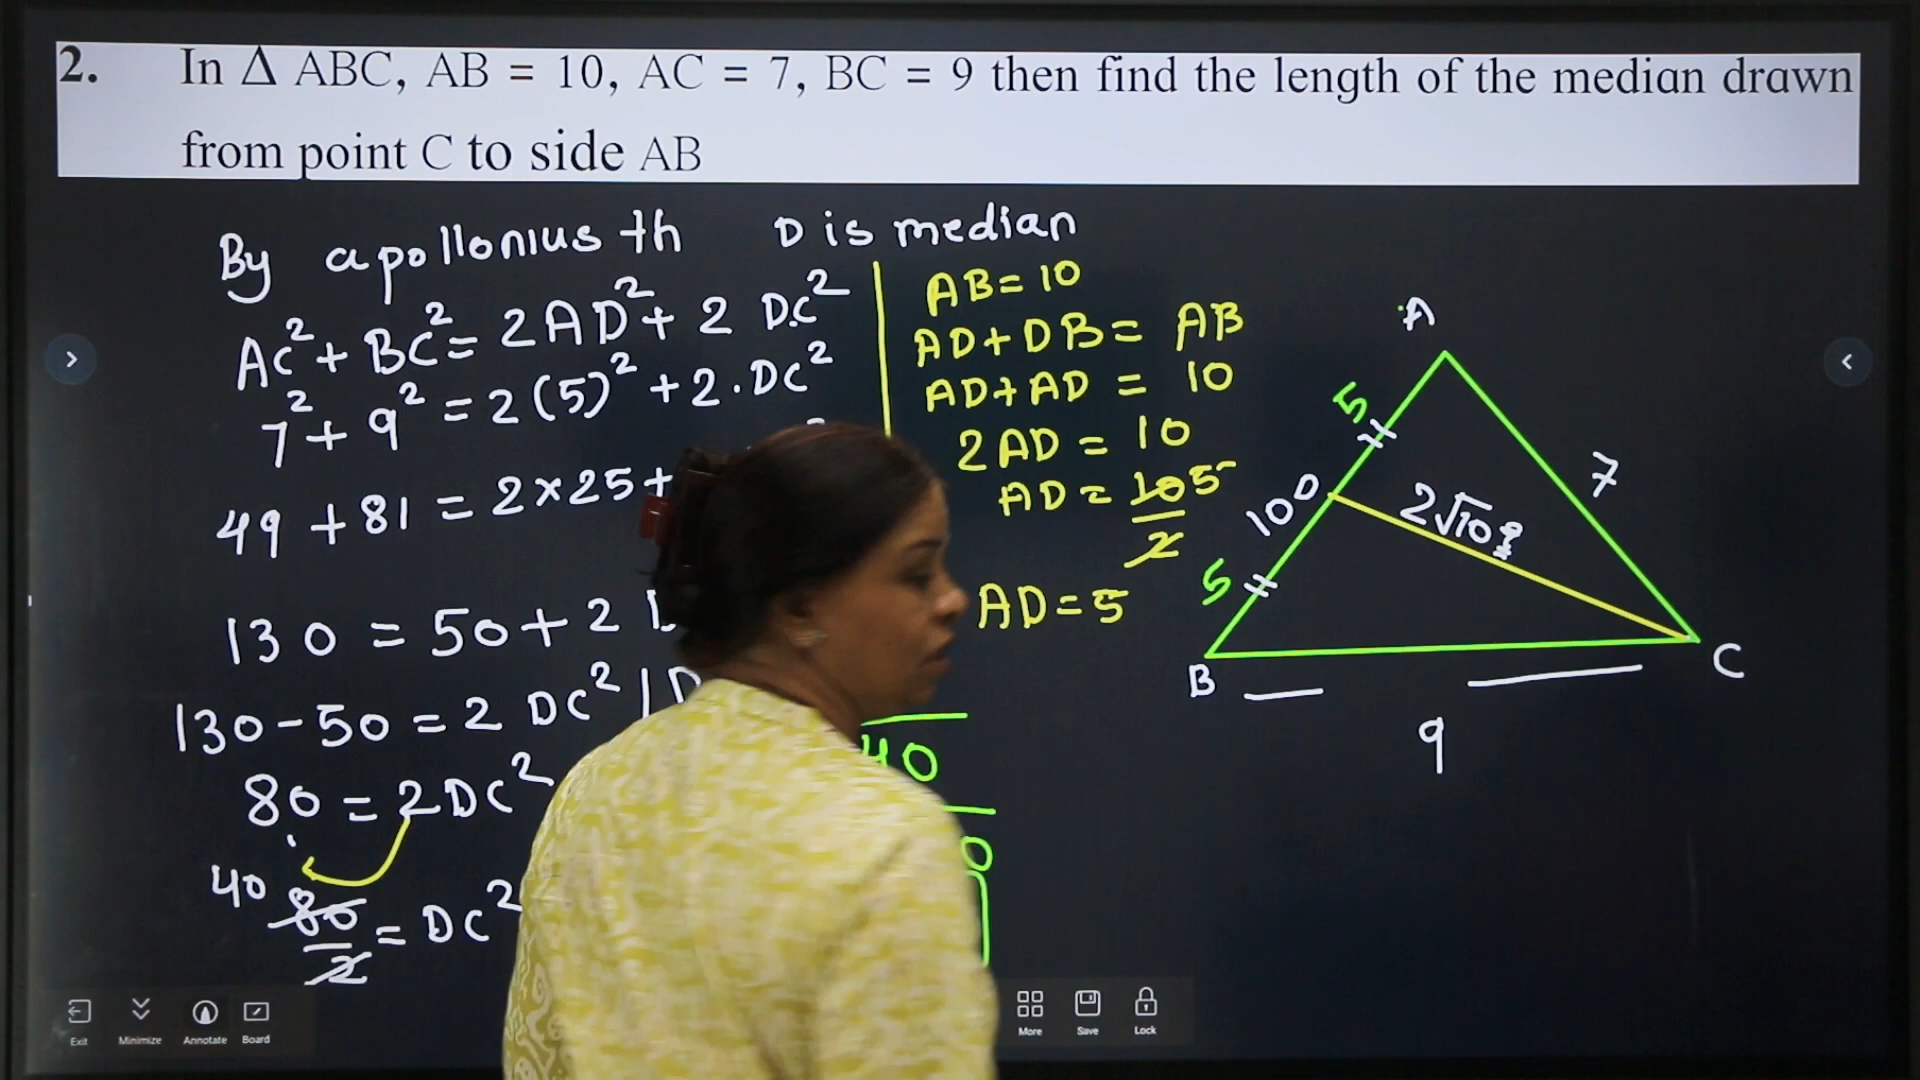 2. In Δ ABC, AB = 10, AC = 7, BC = 9 then find the length of the median drawn
from point C to side AB
By apollonius th D is median
AC² + BC² = 2AD² + 2 DC²
7² + 9² = 2(5)² + 2.DC²
49 + 81 = 2×25+
130 = 50 + 2
130 - 50 = 2 DC²
80 = 2DC²
40 80/2 = DC²
AB = 10
AD + DB = AB
AD + AD = 10
2AD = 10
AD = 10/2 5
AD = 5
40
0
A
5
7
D
10
2√10
?
5
B
C
9
Exit
Minimize
Annotate
Board
More
Save
Lock